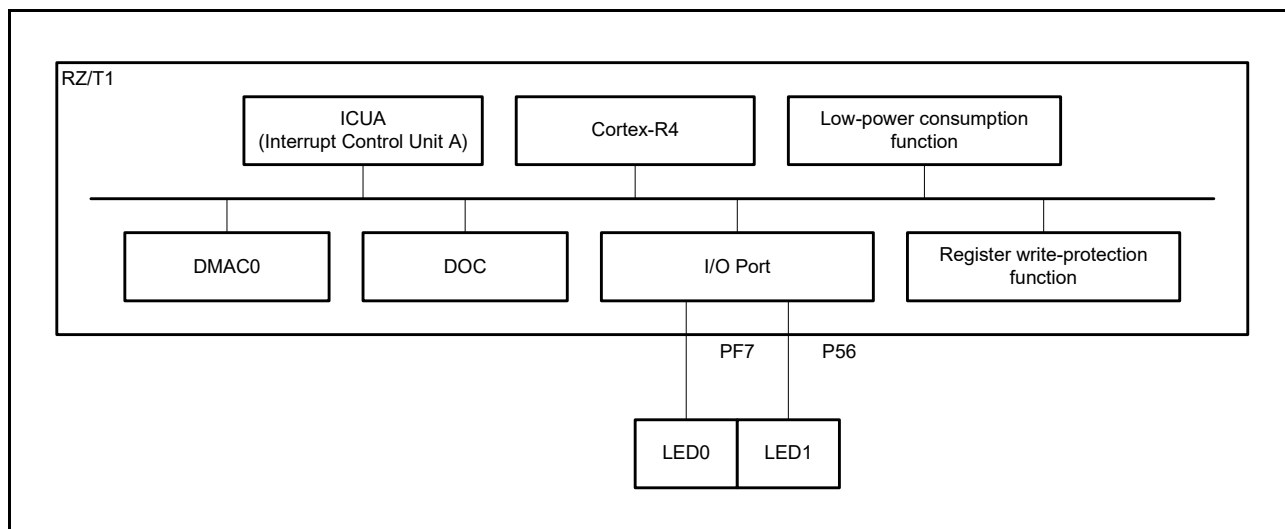 RZ/T1
ICUA
(Interrupt Control Unit A)
Cortex-R4
Low-power consumption
function
DMAC0
DOC
I/O Port
Register write-protection
function
PF7
P56
LED0
LED1